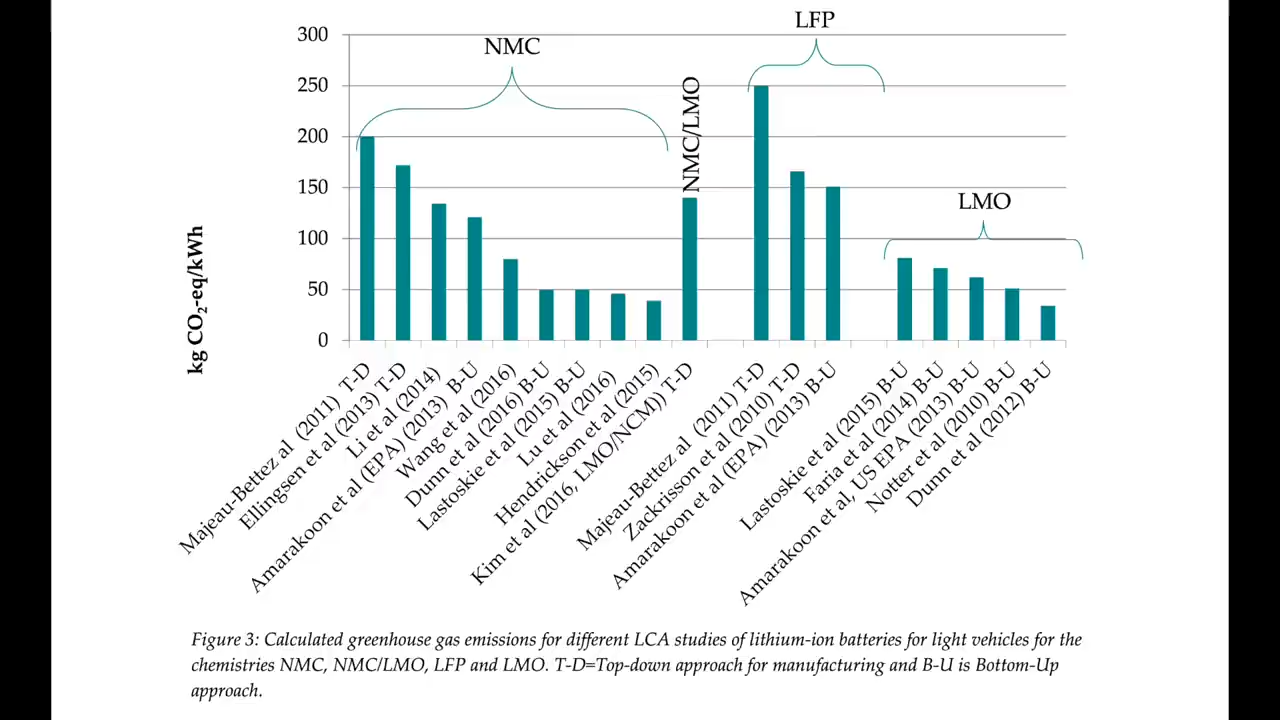 LFP
NMC
NMC/LMO
LMO
300
250
200
150
100
50
0
kg CO₂-eq/kWh
Majeau-Bettez al (2011) T-D
Ellingsen et al (2013) T-D
Li et al (2014)
Amarakoon et al (EPA) (2013) B-U
Wang et al (2016)
Dunn et al (2016) B-U
Lastoskie et al (2015) B-U
Lu et al (2016)
Hendrickson et al (2015)
Kim et al (2016, LMO/NCM)) T-D
Majeau-Bettez al (2011) T-D
Zackrisson et al (2010) T-D
Amarakoon et al (EPA) (2013) B-U
Lastoskie et al (2015) B-U
Faria et al (2014) B-U
Amarakoon et al, US EPA (2013) B-U
Notter et al (2010) B-U
Dunn et al (2012) B-U
Figure 3: Calculated greenhouse gas emissions for different LCA studies of lithium-ion batteries for light vehicles for the
chemistries NMC, NMC/LMO, LFP and LMO. T-D=Top-down approach for manufacturing and B-U is Bottom-Up
approach.